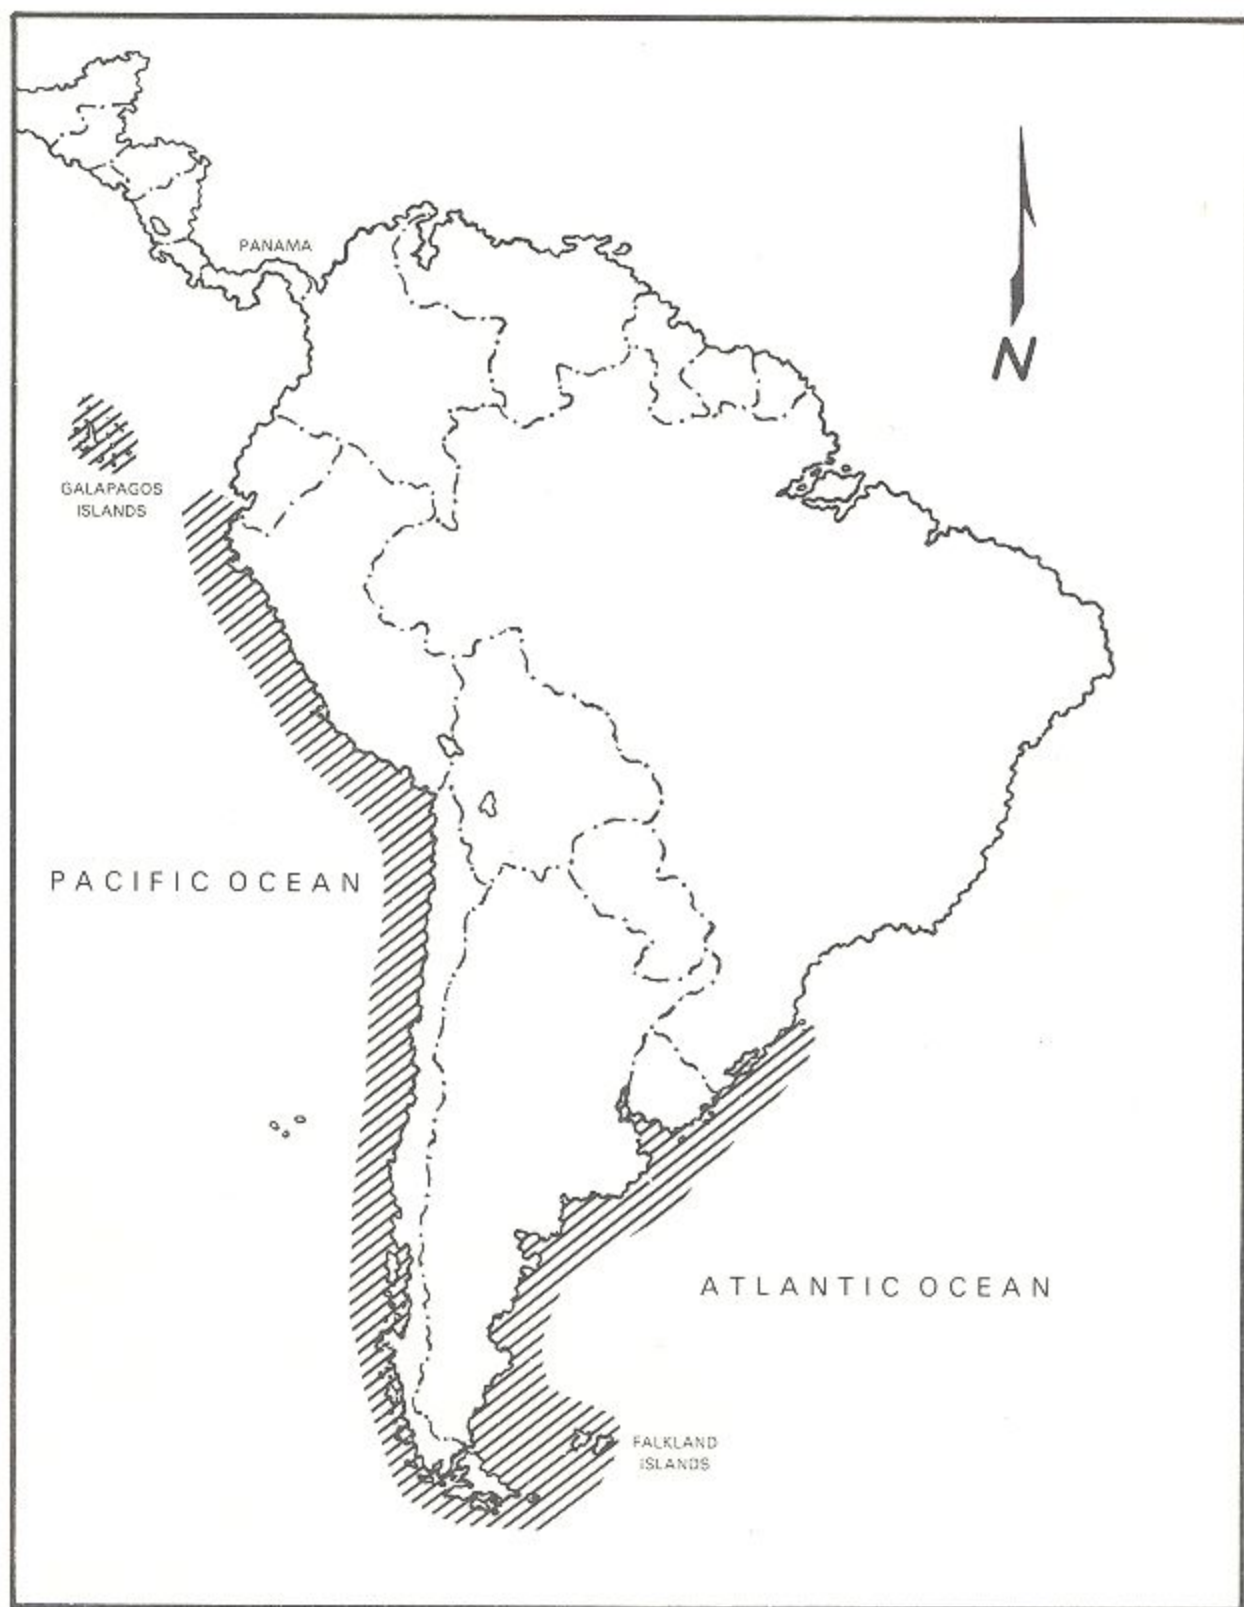 PANAMA
N
GALAPAGOS
ISLANDS
PACIFIC OCEAN
ATLANTIC OCEAN
FALKLAND
ISLANDS